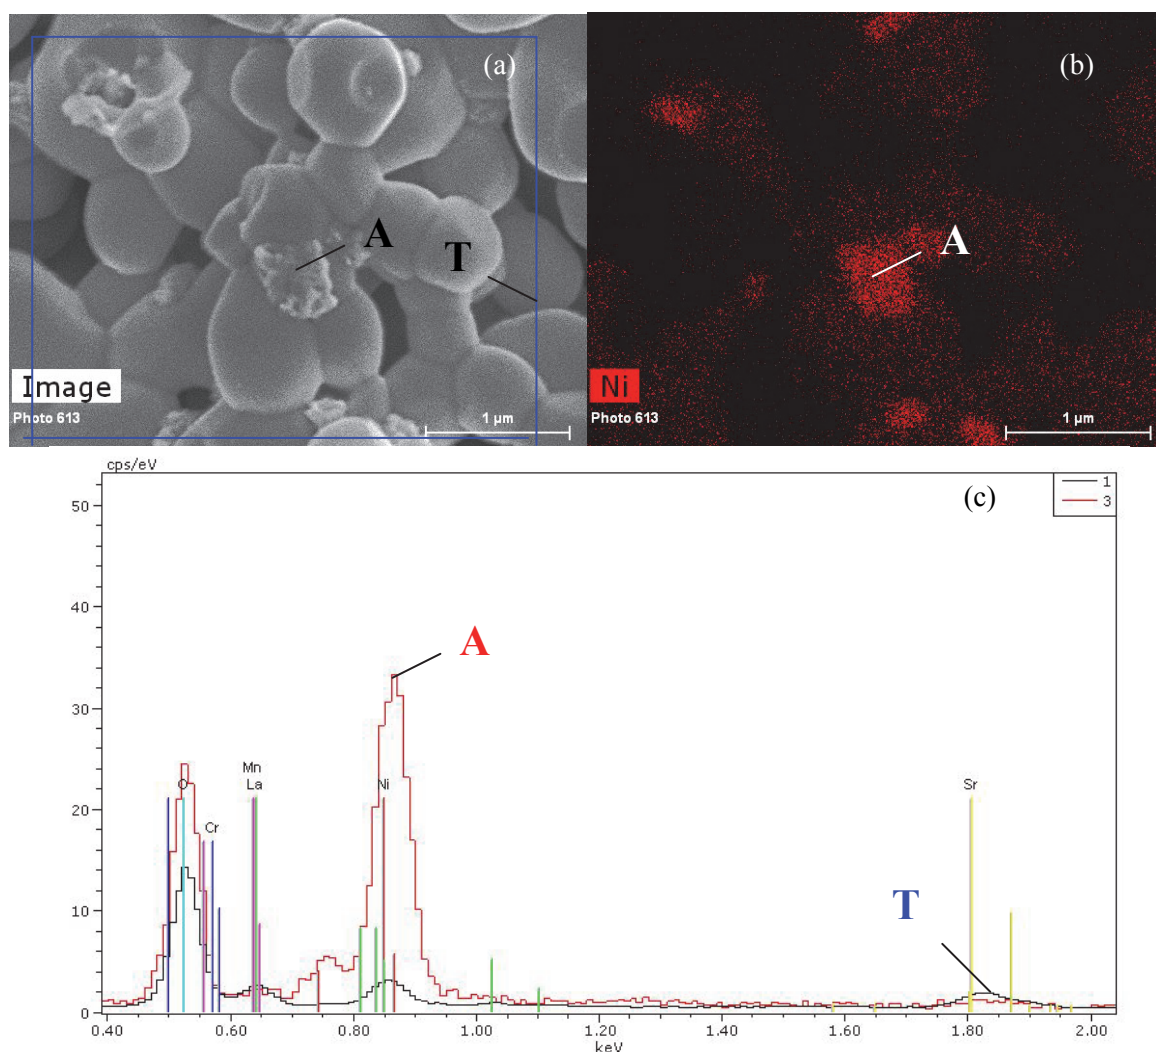 (a)
A
T
Image
Photo 613
1 µm
(b)
A
Ni
Photo 613
1 µm
cps/eV
(c)
1
3
50
40
30
20
10
0
A
Mn
O
La
Ni
Sr
Cr
T
0.40 0.60 0.80 1.00 1.20 1.40 1.60 1.80 2.00
keV